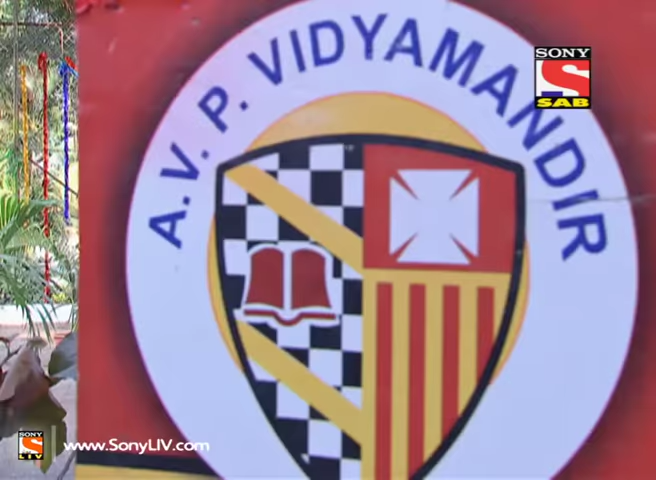 A.V. P. VIDYAMANDIR
SONY
S
SAB
SONY
S
LIV
www.SonyLIV.com